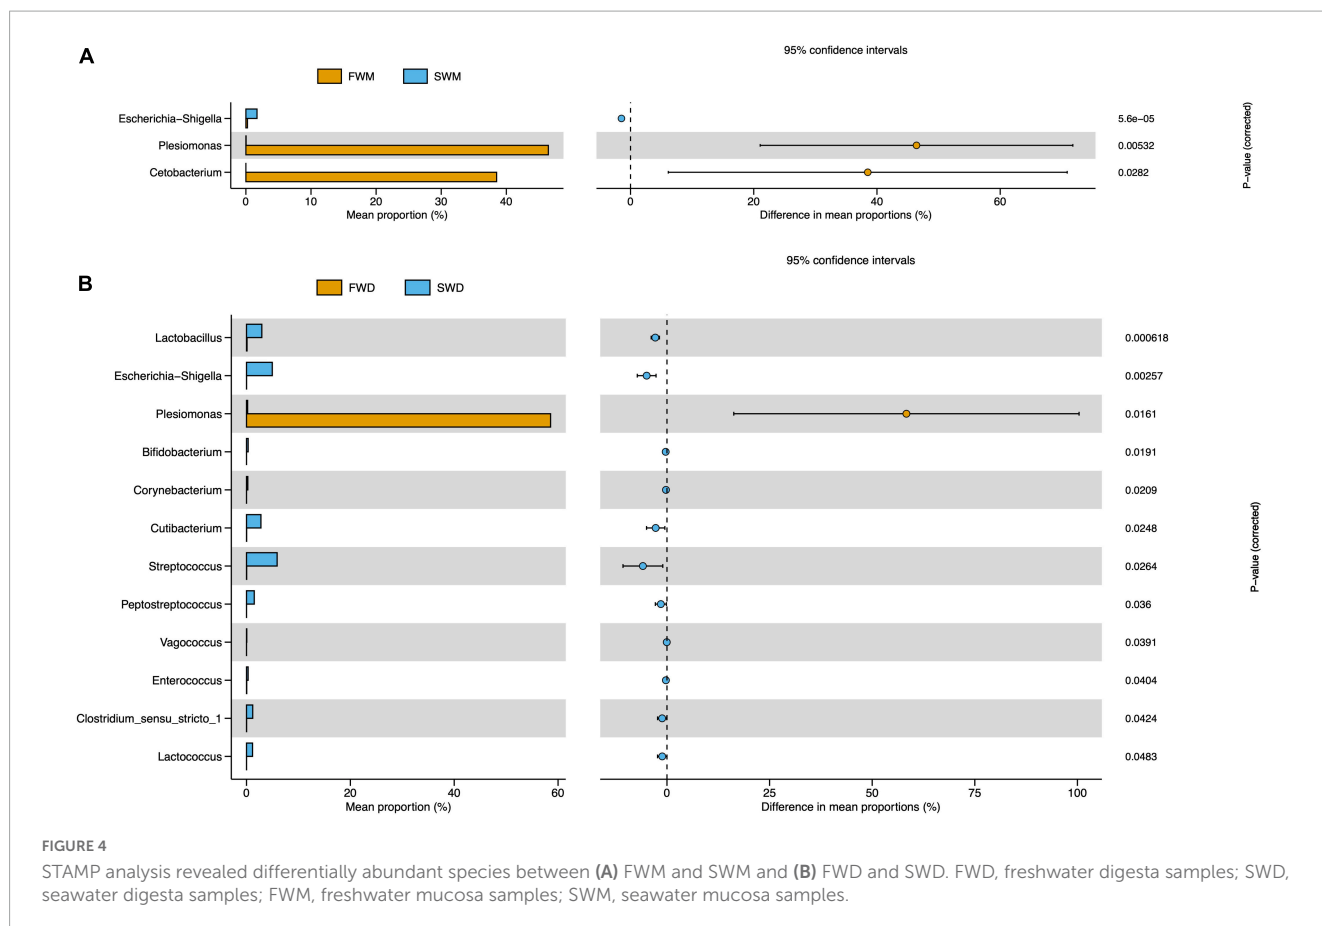 A
95% confidence intervals
FWM SWM
Escherichia−Shigella 5.6e−05
Plesiomonas 0.00532
Cetobacterium 0.0282
P−value (corrected)
0 10 20 30 40 0 20 40 60
Mean proportion (%) Difference in mean proportions (%)
95% confidence intervals
B
FWD SWD
Lactobacillus 0.000618
Escherichia−Shigella 0.00257
Plesiomonas 0.0161
Bifidobacterium 0.0191
Corynebacterium 0.0209
Cutibacterium 0.0248
Streptococcus 0.0264
Peptostreptococcus 0.036
Vagococcus 0.0391
Enterococcus 0.0404
Clostridium_sensu_stricto_1 0.0424
Lactococcus 0.0483
P−value (corrected)
0 20 40 60 0 25 50 75 100
Mean proportion (%) Difference in mean proportions (%)
FIGURE 4
STAMP analysis revealed differentially abundant species between (A) FWM and SWM and (B) FWD and SWD. FWD, freshwater digesta samples; SWD,
seawater digesta samples; FWM, freshwater mucosa samples; SWM, seawater mucosa samples.